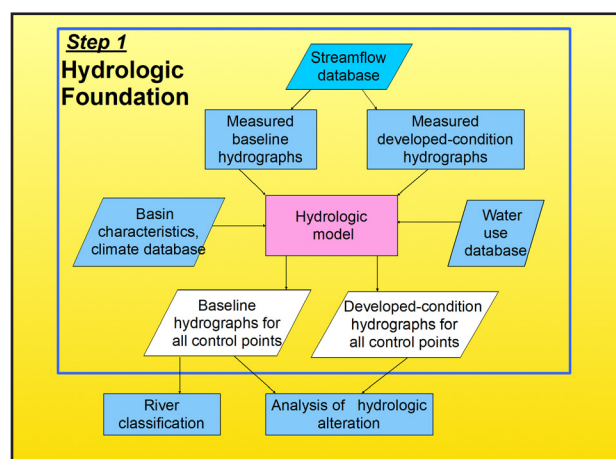 Step 1
Hydrologic
Foundation
Streamflow
database
Measured
baseline
hydrographs
Measured
developed-condition
hydrographs
Basin
characteristics,
climate database
Hydrologic
model
Water
use
database
Baseline
hydrographs for
all control points
Developed-condition
hydrographs for
all control points
River
classification
Analysis of hydrologic
alteration